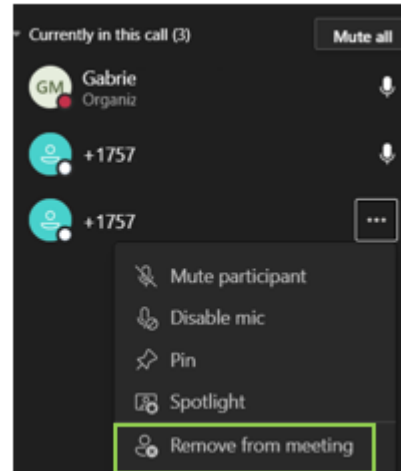 Currently in this call (3) Mute all
GM Gabrie
Organiz
+1757
+1757
Mute participant
Disable mic
Pin
Spotlight
Remove from meeting